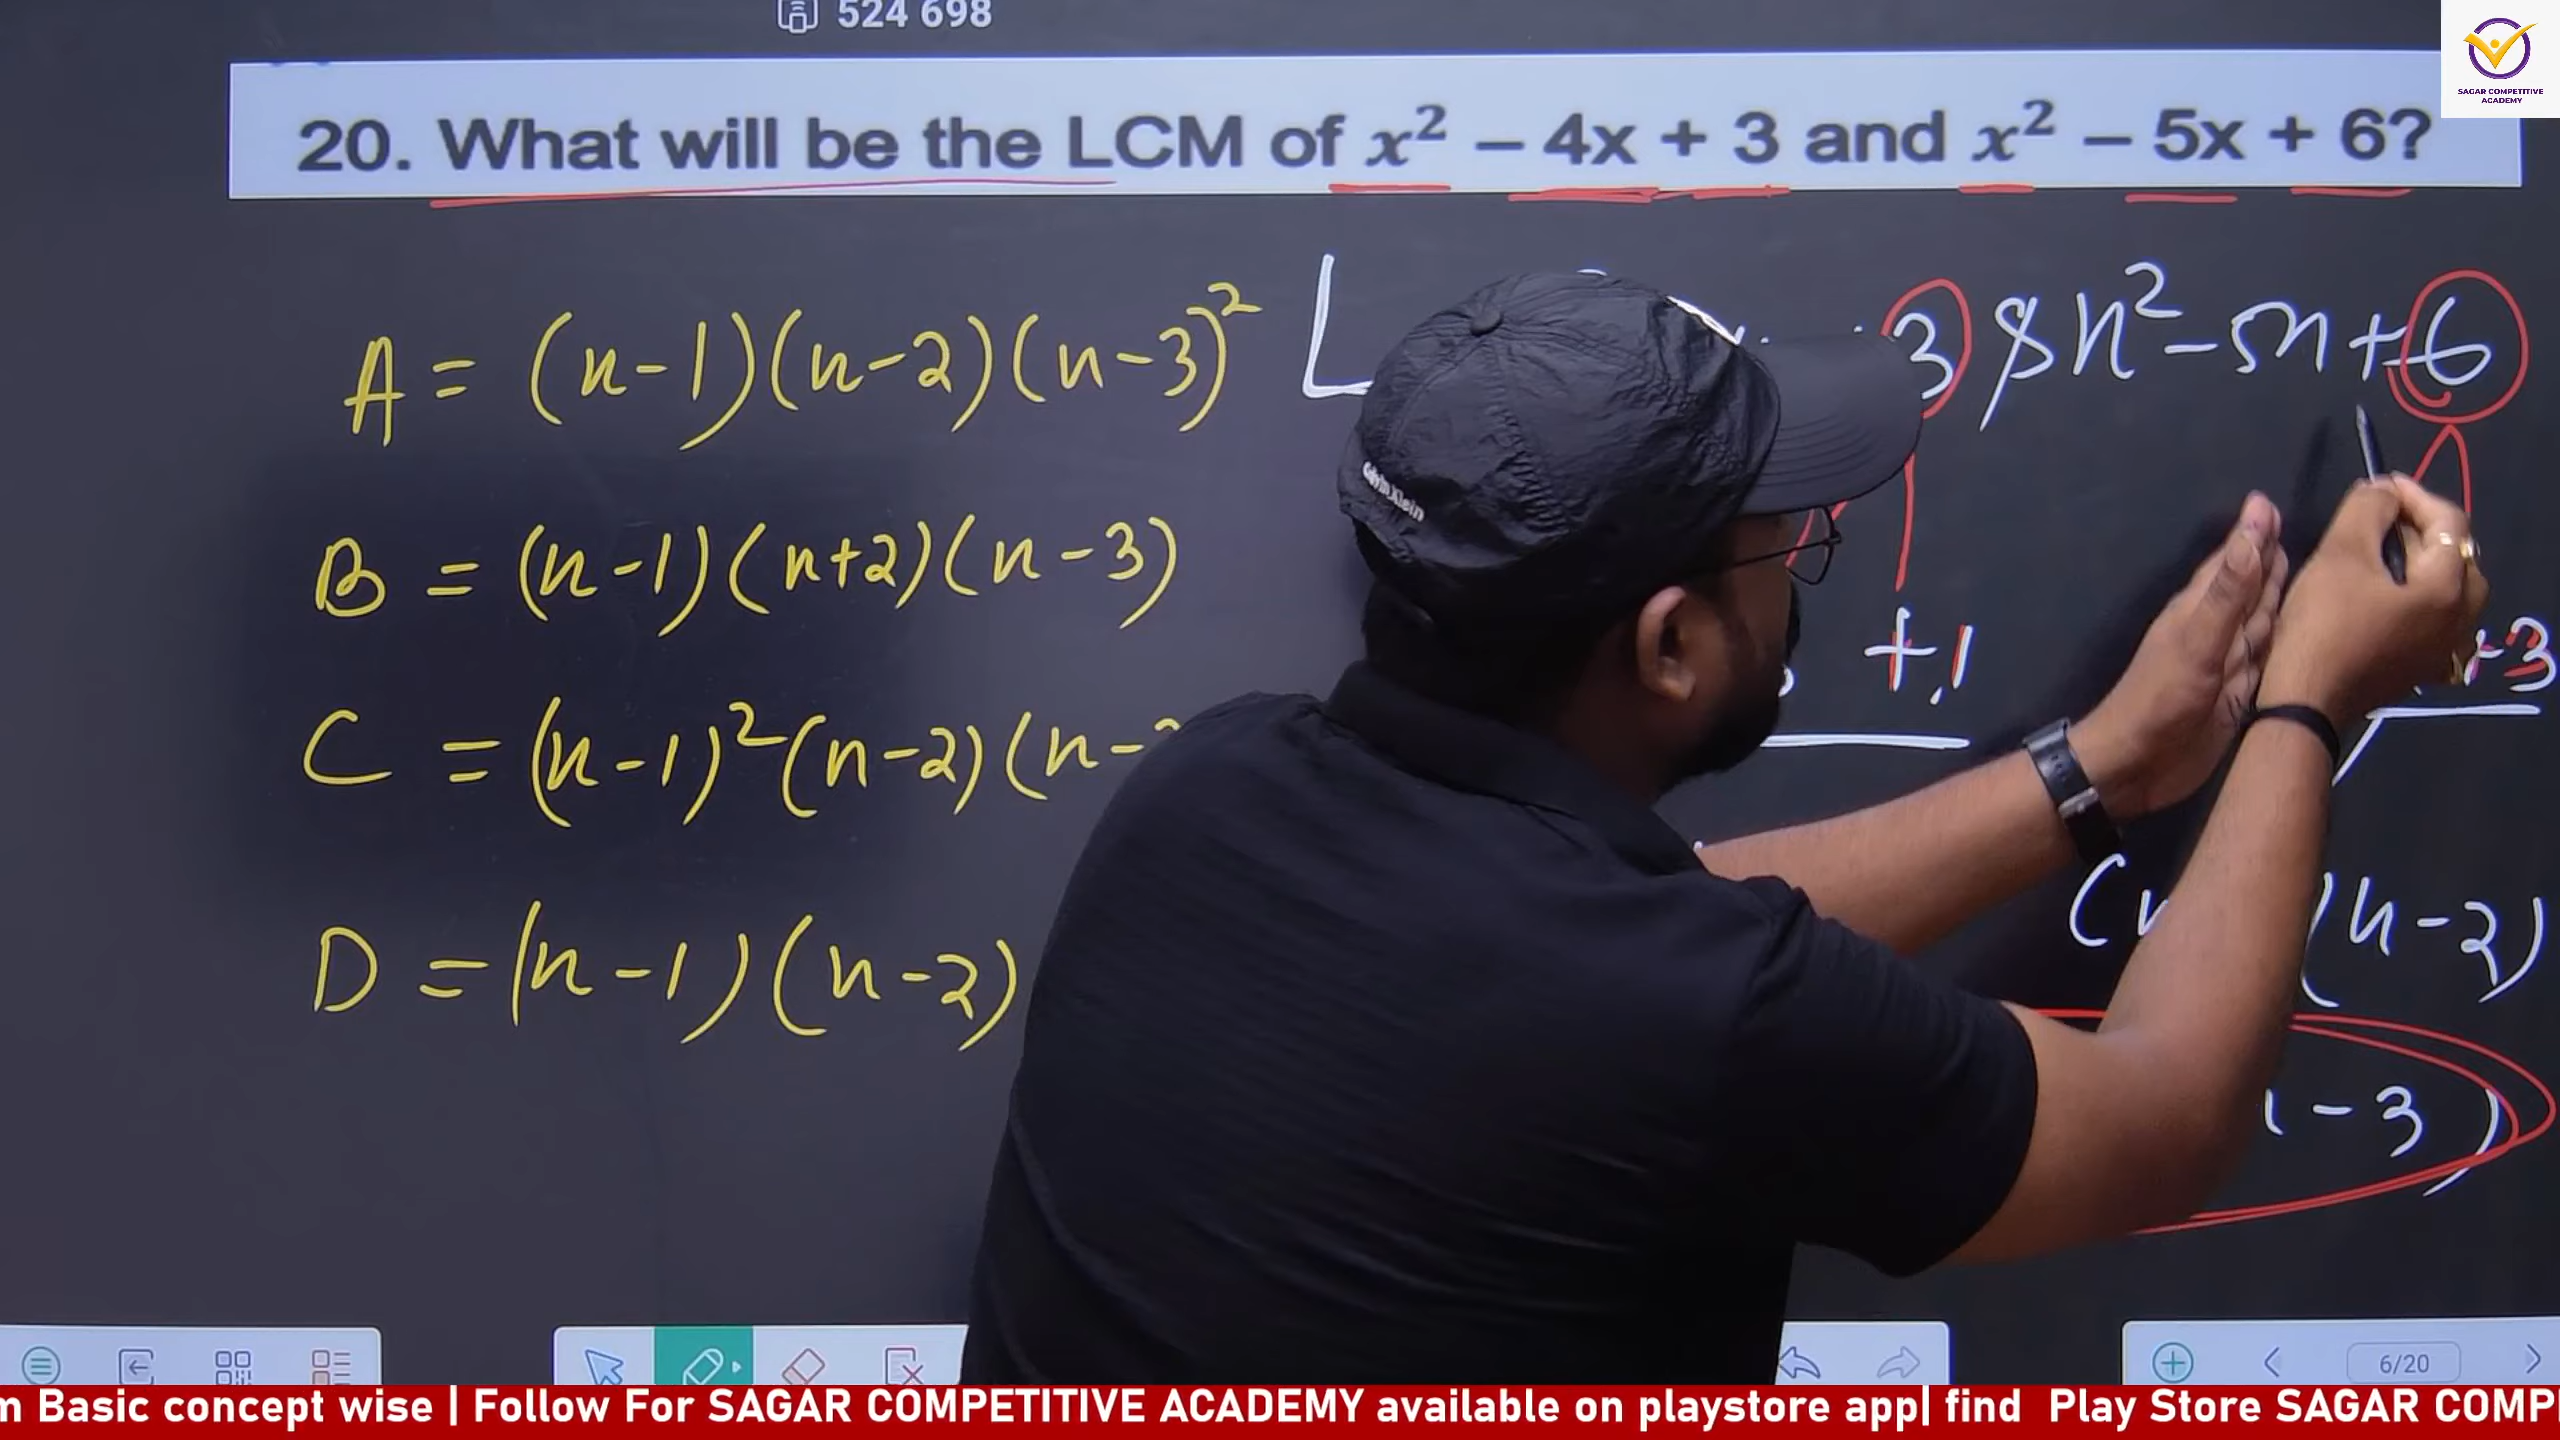 524 698
SAGAR COMPETITIVE
ACADEMY
20. What will be the LCM of x² – 4x + 3 and x² – 5x + 6?
L 3 & n² - 5n + 6
A = (n-1)(n-2)(n-3)²
B = (n-1)(n+2)(n-3)
+1 +3
C = (n-1)²(n-2)(n-
(n-2)
D = (n-1)(n-2)
-3)
6/20
Basic concept wise | Follow For SAGAR COMPETITIVE ACADEMY available on playstore app| find Play Store SAGAR